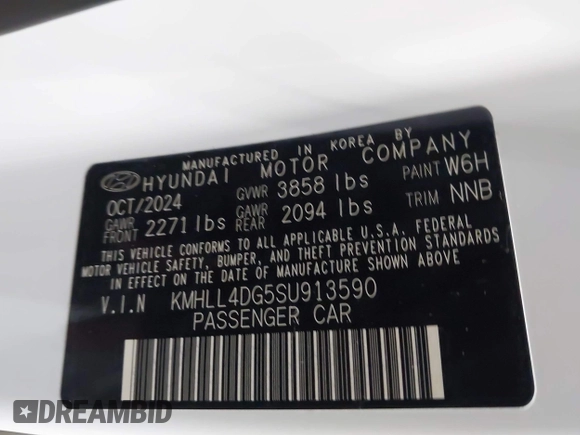 MANUFACTURED IN KOREA BY
HYUNDAI MOTOR COMPANY
OCT/2024 GVWR 3858 lbs PAINT W6H
GAWR FRONT 2271 lbs GAWR REAR 2094 lbs TRIM NNB
THIS VEHICLE CONFORMS TO ALL APPLICABLE U.S.A. FEDERAL
MOTOR VEHICLE SAFETY, BUMPER, AND THEFT PREVENTION
STANDARDS IN EFFECT ON THE DATE OF MANUFACTURE SHOWN ABOVE
V.I.N KMHLL4DG5SU913590
PASSENGER CAR
DREAMBID